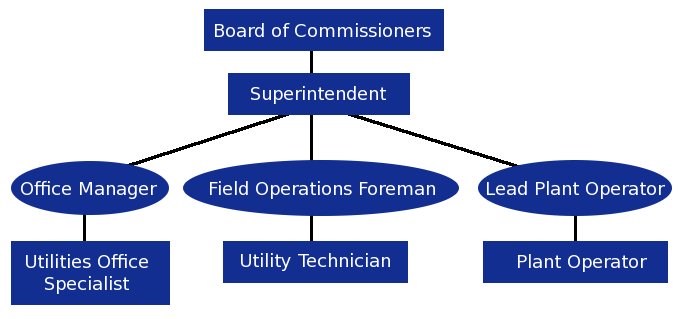 Board of Commissioners
Superintendent
Office Manager
Field Operations Foreman
Lead Plant Operator
Utilities Office
Specialist
Utility Technician
Plant Operator